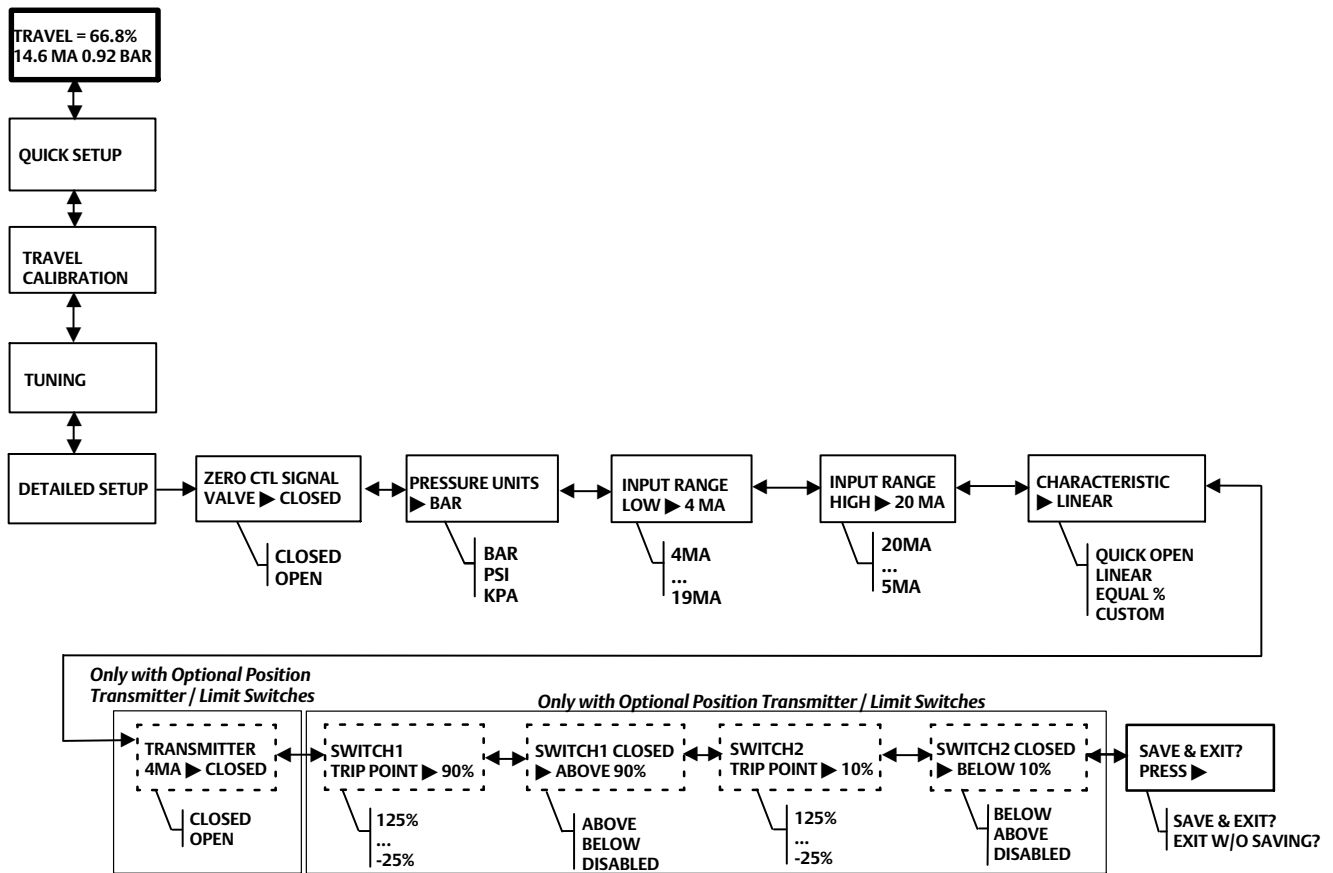 TRAVEL = 66.8%
14.6 MA 0.92 BAR
QUICK SETUP
TRAVEL
CALIBRATION
TUNING
DETAILED SETUP
ZERO CTL SIGNAL
VALVE ▶ CLOSED
CLOSED
OPEN
PRESSURE UNITS
▶ BAR
BAR
PSI
KPA
INPUT RANGE
LOW ▶ 4 MA
4MA
...
19MA
INPUT RANGE
HIGH ▶ 20 MA
20MA
...
5MA
CHARACTERISTIC
▶ LINEAR
QUICK OPEN
LINEAR
EQUAL %
CUSTOM
Only with Optional Position
Transmitter / Limit Switches
TRANSMITTER
4MA ▶ CLOSED
CLOSED
OPEN
Only with Optional Position Transmitter / Limit Switches
SWITCH1
TRIP POINT ▶ 90%
125%
...
-25%
SWITCH1 CLOSED
▶ ABOVE 90%
ABOVE
BELOW
DISABLED
SWITCH2
TRIP POINT ▶ 10%
125%
...
-25%
SWITCH2 CLOSED
▶ BELOW 10%
BELOW
ABOVE
DISABLED
SAVE & EXIT?
PRESS ▶
SAVE & EXIT?
EXIT W/O SAVING?